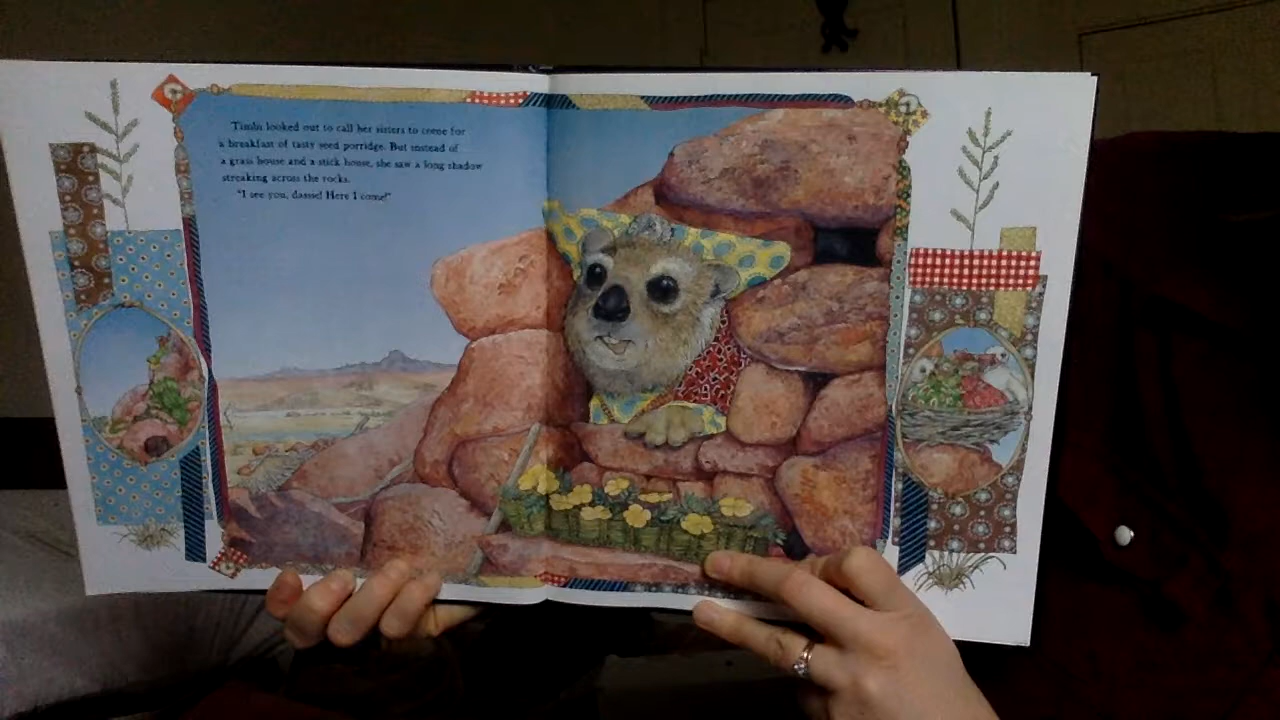 Timbi looked out to call her sisters to come for
a breakfast of tasty seed porridge. But instead of
a grass house and a stick house, she saw a long shadow
streaking across the rocks.
"I see you, dassse! Here I come!"